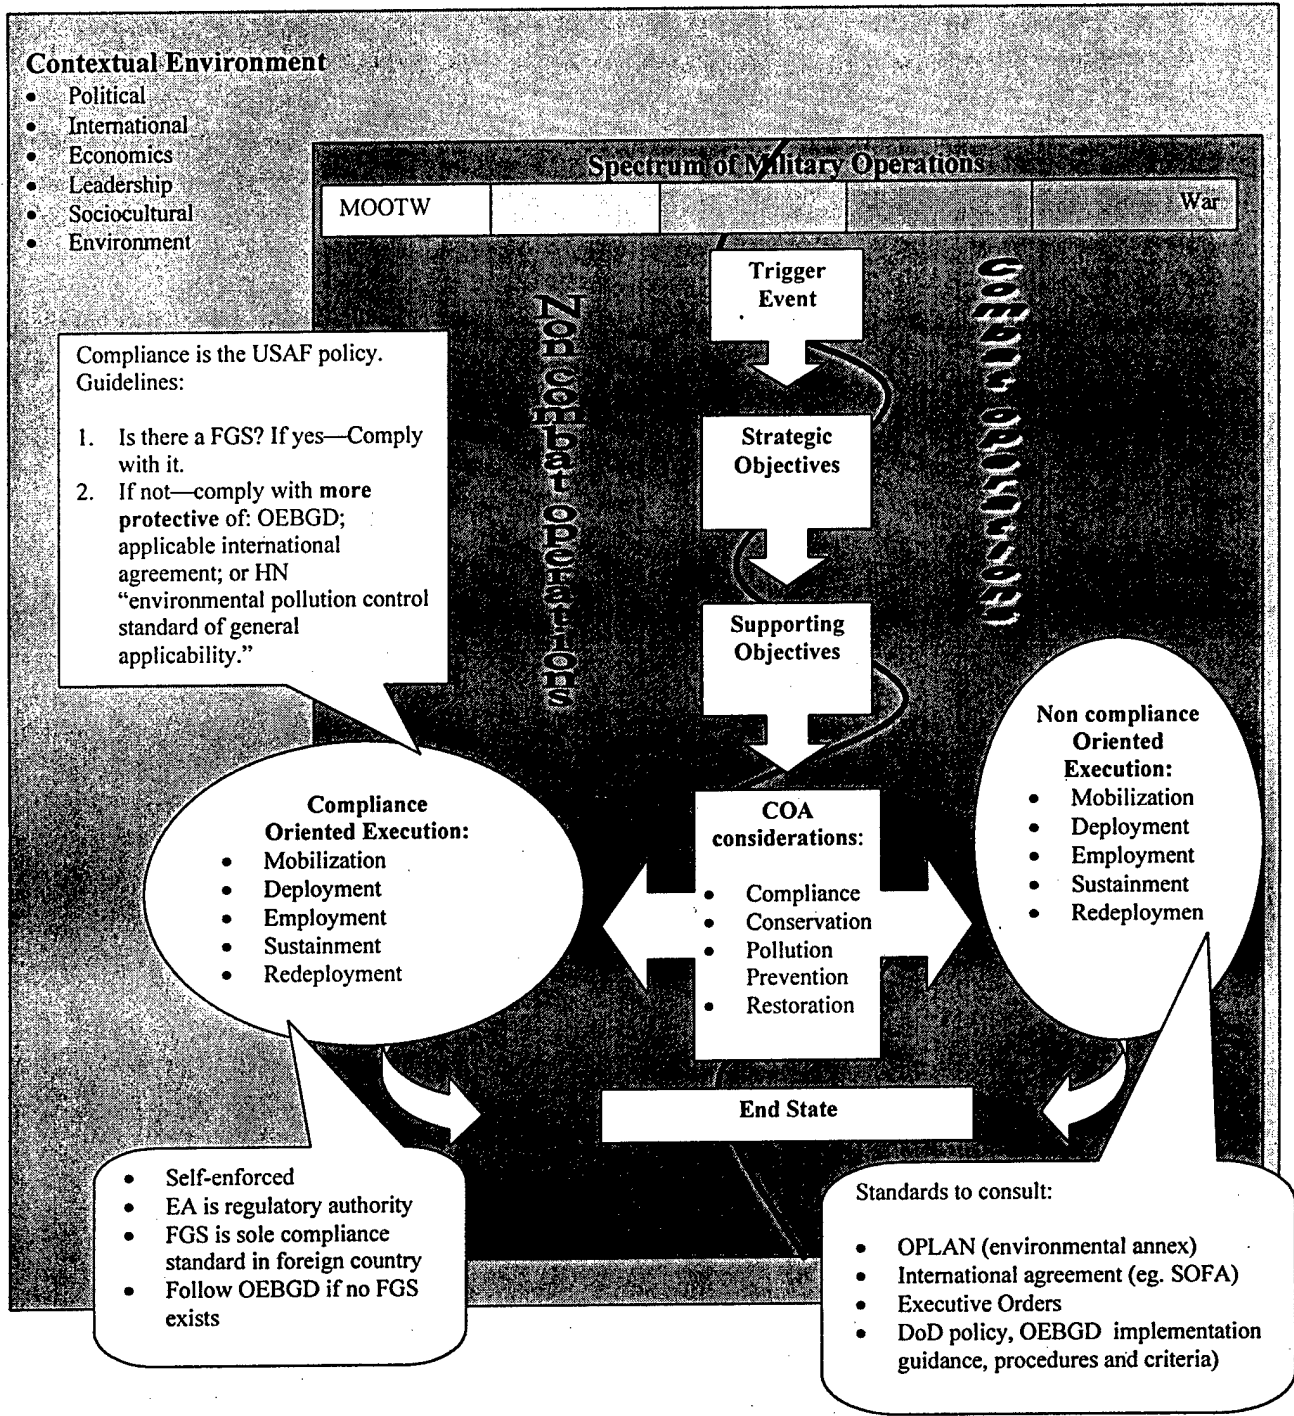 Contextual Environment
• Political
• International
• Economics
• Leadership
• Sociocultural
• Environment
Spectrum of Military Operations
MOOTW
War
Trigger
Event
Non combat operations
Combat operations
Compliance is the USAF policy.
Guidelines:
1. Is there a FGS? If yes—Comply
with it.
2. If not—comply with more
protective of: OEBGD;
applicable international
agreement; or HN
“environmental pollution control
standard of general
applicability.”
Strategic
Objectives
Supporting
Objectives
Compliance
Oriented Execution:
• Mobilization
• Deployment
• Employment
• Sustainment
• Redeployment
COA
considerations:
• Compliance
• Conservation
• Pollution
Prevention
• Restoration
Non compliance
Oriented
Execution:
• Mobilization
• Deployment
• Employment
• Sustainment
• Redeploymen
End State
• Self-enforced
• EA is regulatory authority
• FGS is sole compliance
standard in foreign country
• Follow OEBGD if no FGS
exists
Standards to consult:
• OPLAN (environmental annex)
• International agreement (eg. SOFA)
• Executive Orders
• DoD policy, OEBGD implementation
guidance, procedures and criteria)